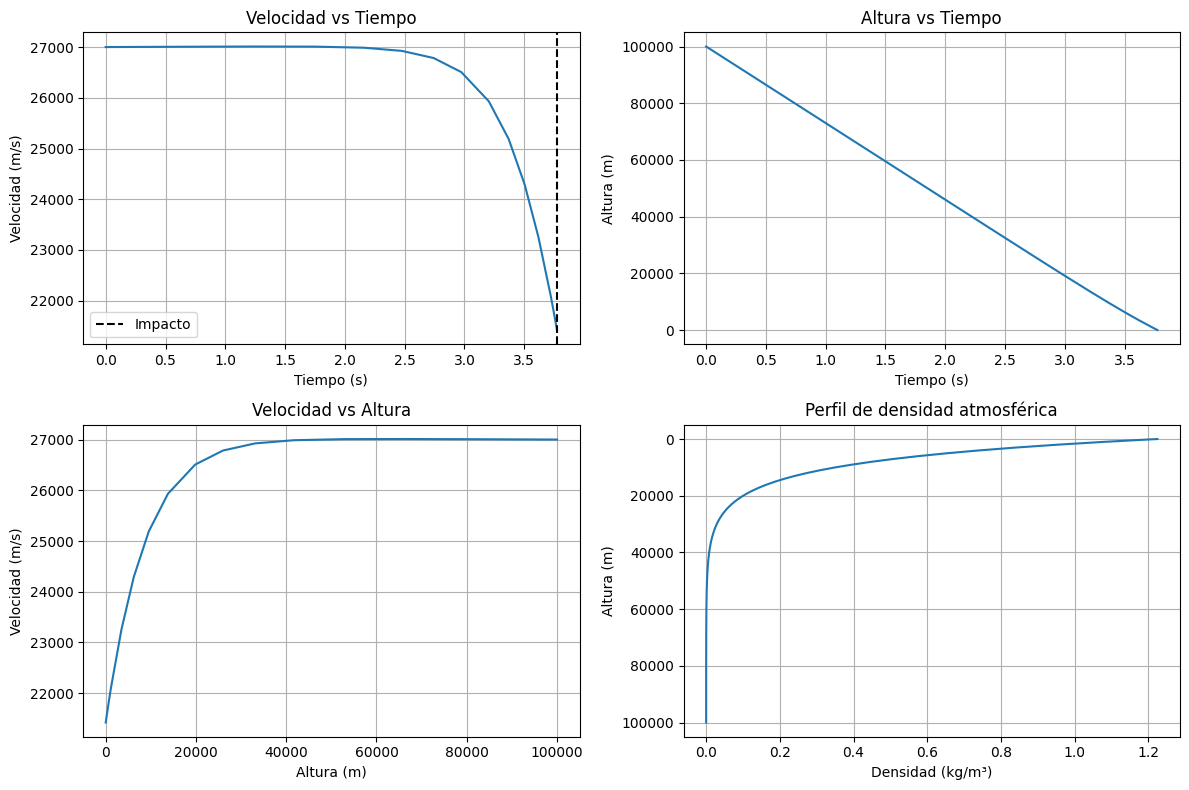 Velocidad vs Tiempo
27000
26000
25000
24000
23000
22000
Velocidad (m/s)
Impacto
0.0 0.5 1.0 1.5 2.0 2.5 3.0 3.5
Tiempo (s)
Altura vs Tiempo
100000
80000
60000
40000
20000
0
Altura (m)
0.0 0.5 1.0 1.5 2.0 2.5 3.0 3.5
Tiempo (s)
Velocidad vs Altura
27000
26000
25000
24000
23000
22000
Velocidad (m/s)
0 20000 40000 60000 80000 100000
Altura (m)
Perfil de densidad atmosférica
0
20000
40000
60000
80000
100000
Altura (m)
0.0 0.2 0.4 0.6 0.8 1.0 1.2
Densidad (kg/m³)